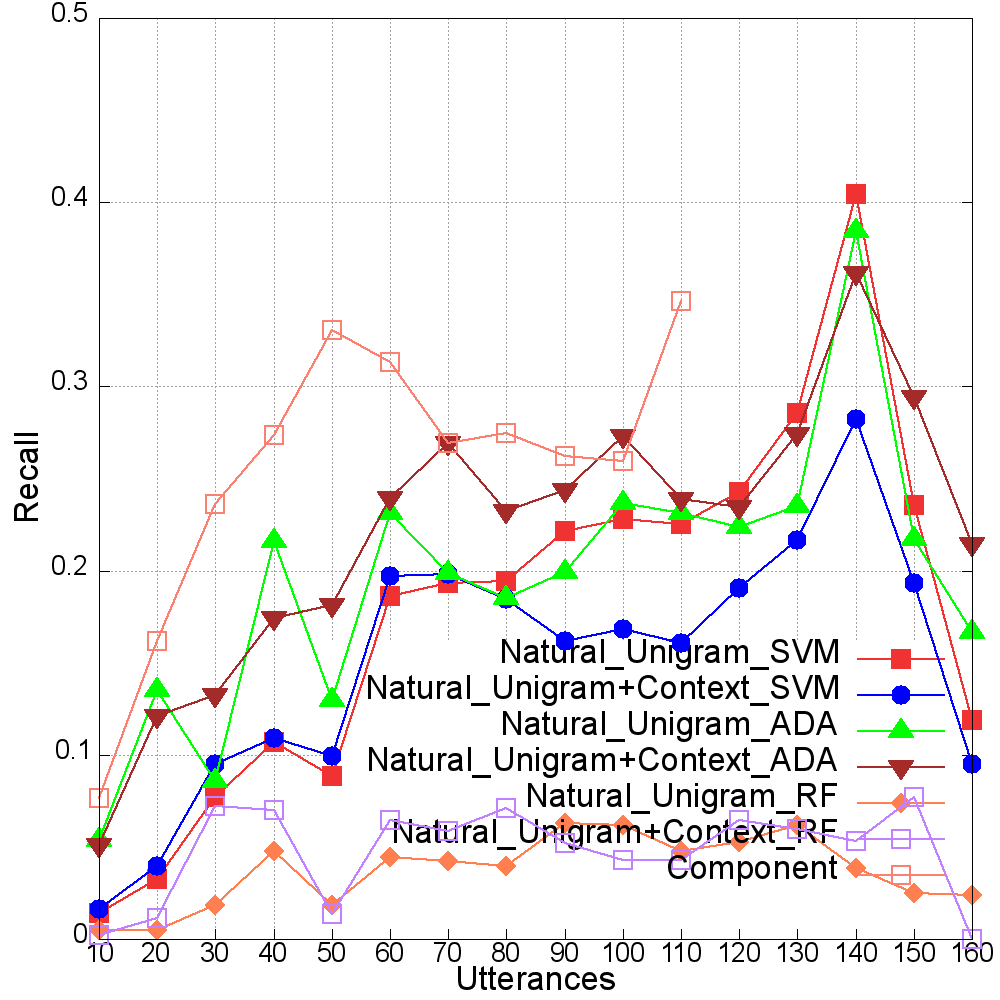 0.5
0.4
0.3
0.2
0.1
0
Recall
Natural_Unigram_SVM
Natural_Unigram+Context_SVM
Natural_Unigram_ADA
Natural_Unigram+Context_ADA
Natural_Unigram_RF
Natural_Unigram+Context_RF
Component
10 20 30 40 50 60 70 80 90 100 110 120 130 140 150 160
Utterances